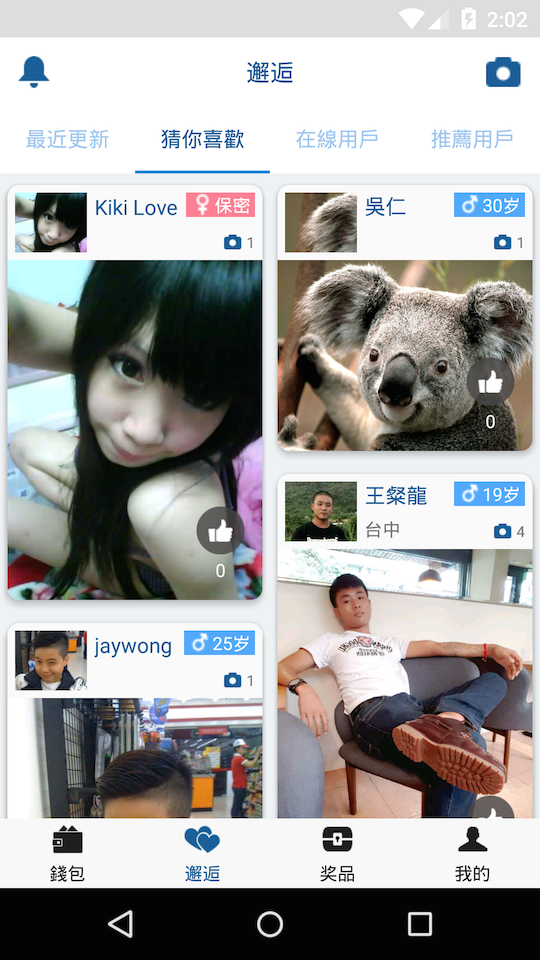 2:02
邂逅
最近更新 猜你喜歡 在線用戶 推薦用戶
Kiki Love 保密
1
0
吳仁 30岁
1
0
王粲龍 19岁
台中 4
jaywong 25岁
1
錢包 邂逅 奖品 我的